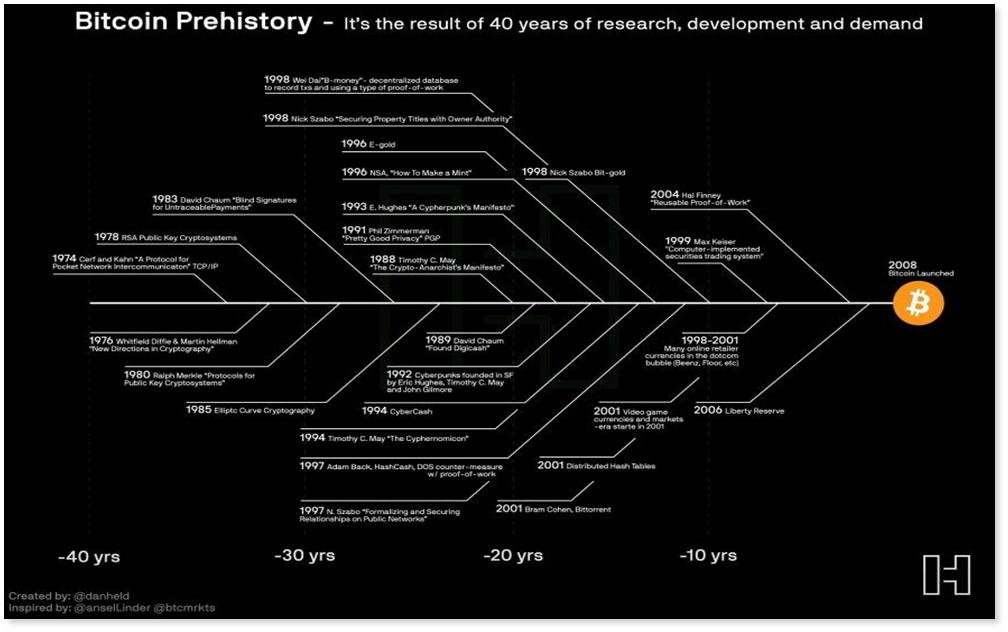 Bitcoin Prehistory - It's the result of 40 years of research, development and demand
1998 Wei Dai"B-money"- decentralized database
to record txs and using a type of proof-of-work
1998 Nick Szabo "Securing Property Titles with Owner Authority"
1996 E-gold
1996 NSA, "How To Make a Mint"
1998 Nick Szabo Bit-gold
1983 David Chaum "Blind Signatures
for UntraceablePayments"
1993 E. Hughes "A Cypherpunk's Manifesto"
2004 Hal Finney
"Reusable Proof-of-Work"
1978 RSA Public Key Cryptosystems
1991 Phil Zimmerman
"Pretty Good Privacy" PGP
1999 Max Keiser
"Computer-implemented
securities trading system"
1974 Cerf and Kahn "A Protocol for
Pocket Network Intercommunicaton" TCP/IP
1988 Timothy C. May
"The Crypto-Anarchist's Manifesto"
2008
Bitcoin Launched
1976 Whitfield Diffie & Martin Hellman
"New Directions in Cryptography"
1989 David Chaum
"Found Digicash"
1998-2001
Many online retailer
currencies in the dotcom
bubble (Beenz, Floor, etc)
1980 Ralph Merkle "Protocols for
Public Key Cryptosystems"
1992 Cyberpunks founded in SF
by Eric Hughes, Timothy C. May
and John Gilmore
1985 Elliptc Curve Cryptography
1994 CyberCash
2001 Video game
currencies and markets
-era starte in 2001
2006 Liberty Reserve
1994 Timothy C. May "The Cyphernomicon"
1997 Adam Back, HashCash, DOS counter-measure
w/ proof-of-work
2001 Distributed Hash Tables
1997 N. Szabo "Formalizing and Securing
Relationships on Public Networks"
2001 Bram Cohen, Bittorrent
-40 yrs
-30 yrs
-20 yrs
-10 yrs
Created by: @danheld
Inspired by: @anselLinder @btcmrkts